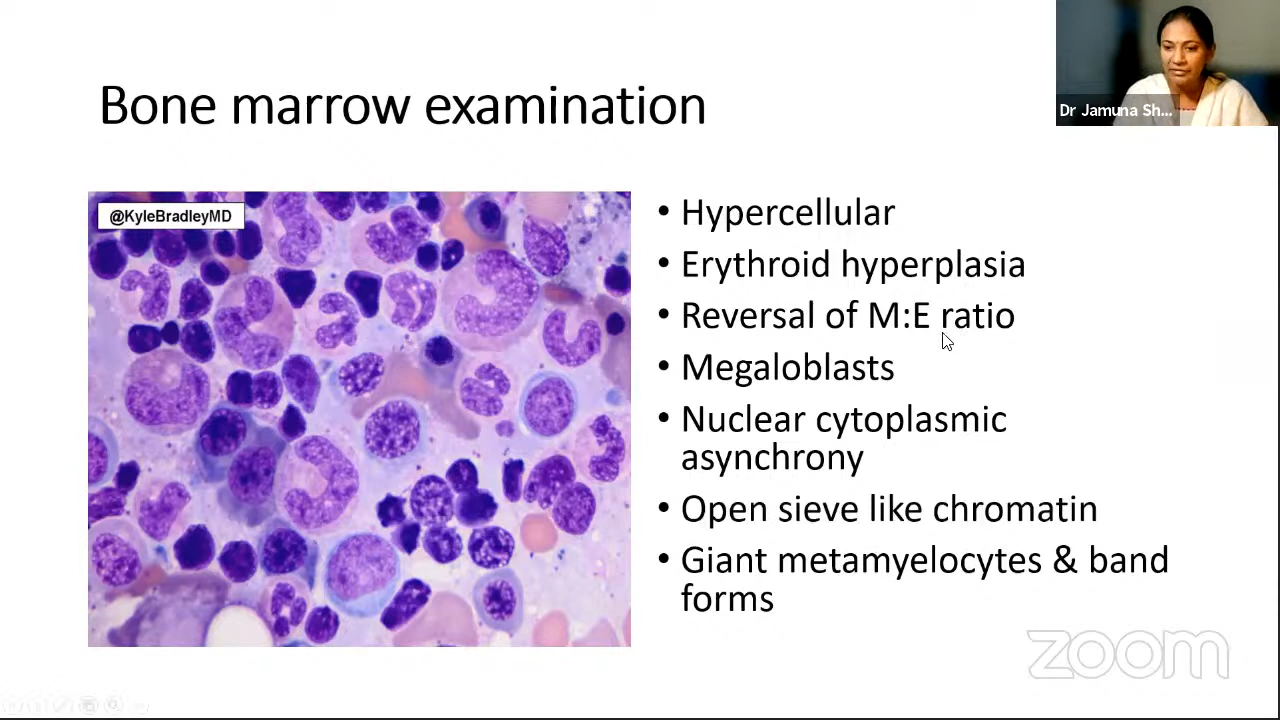 Dr Jamuna Sh...
Bone marrow examination
@KyleBradleyMD
• Hypercellular
• Erythroid hyperplasia
• Reversal of M:E ratio
• Megaloblasts
• Nuclear cytoplasmic
asynchrony
• Open sieve like chromatin
• Giant metamyelocytes & band
forms
zoom